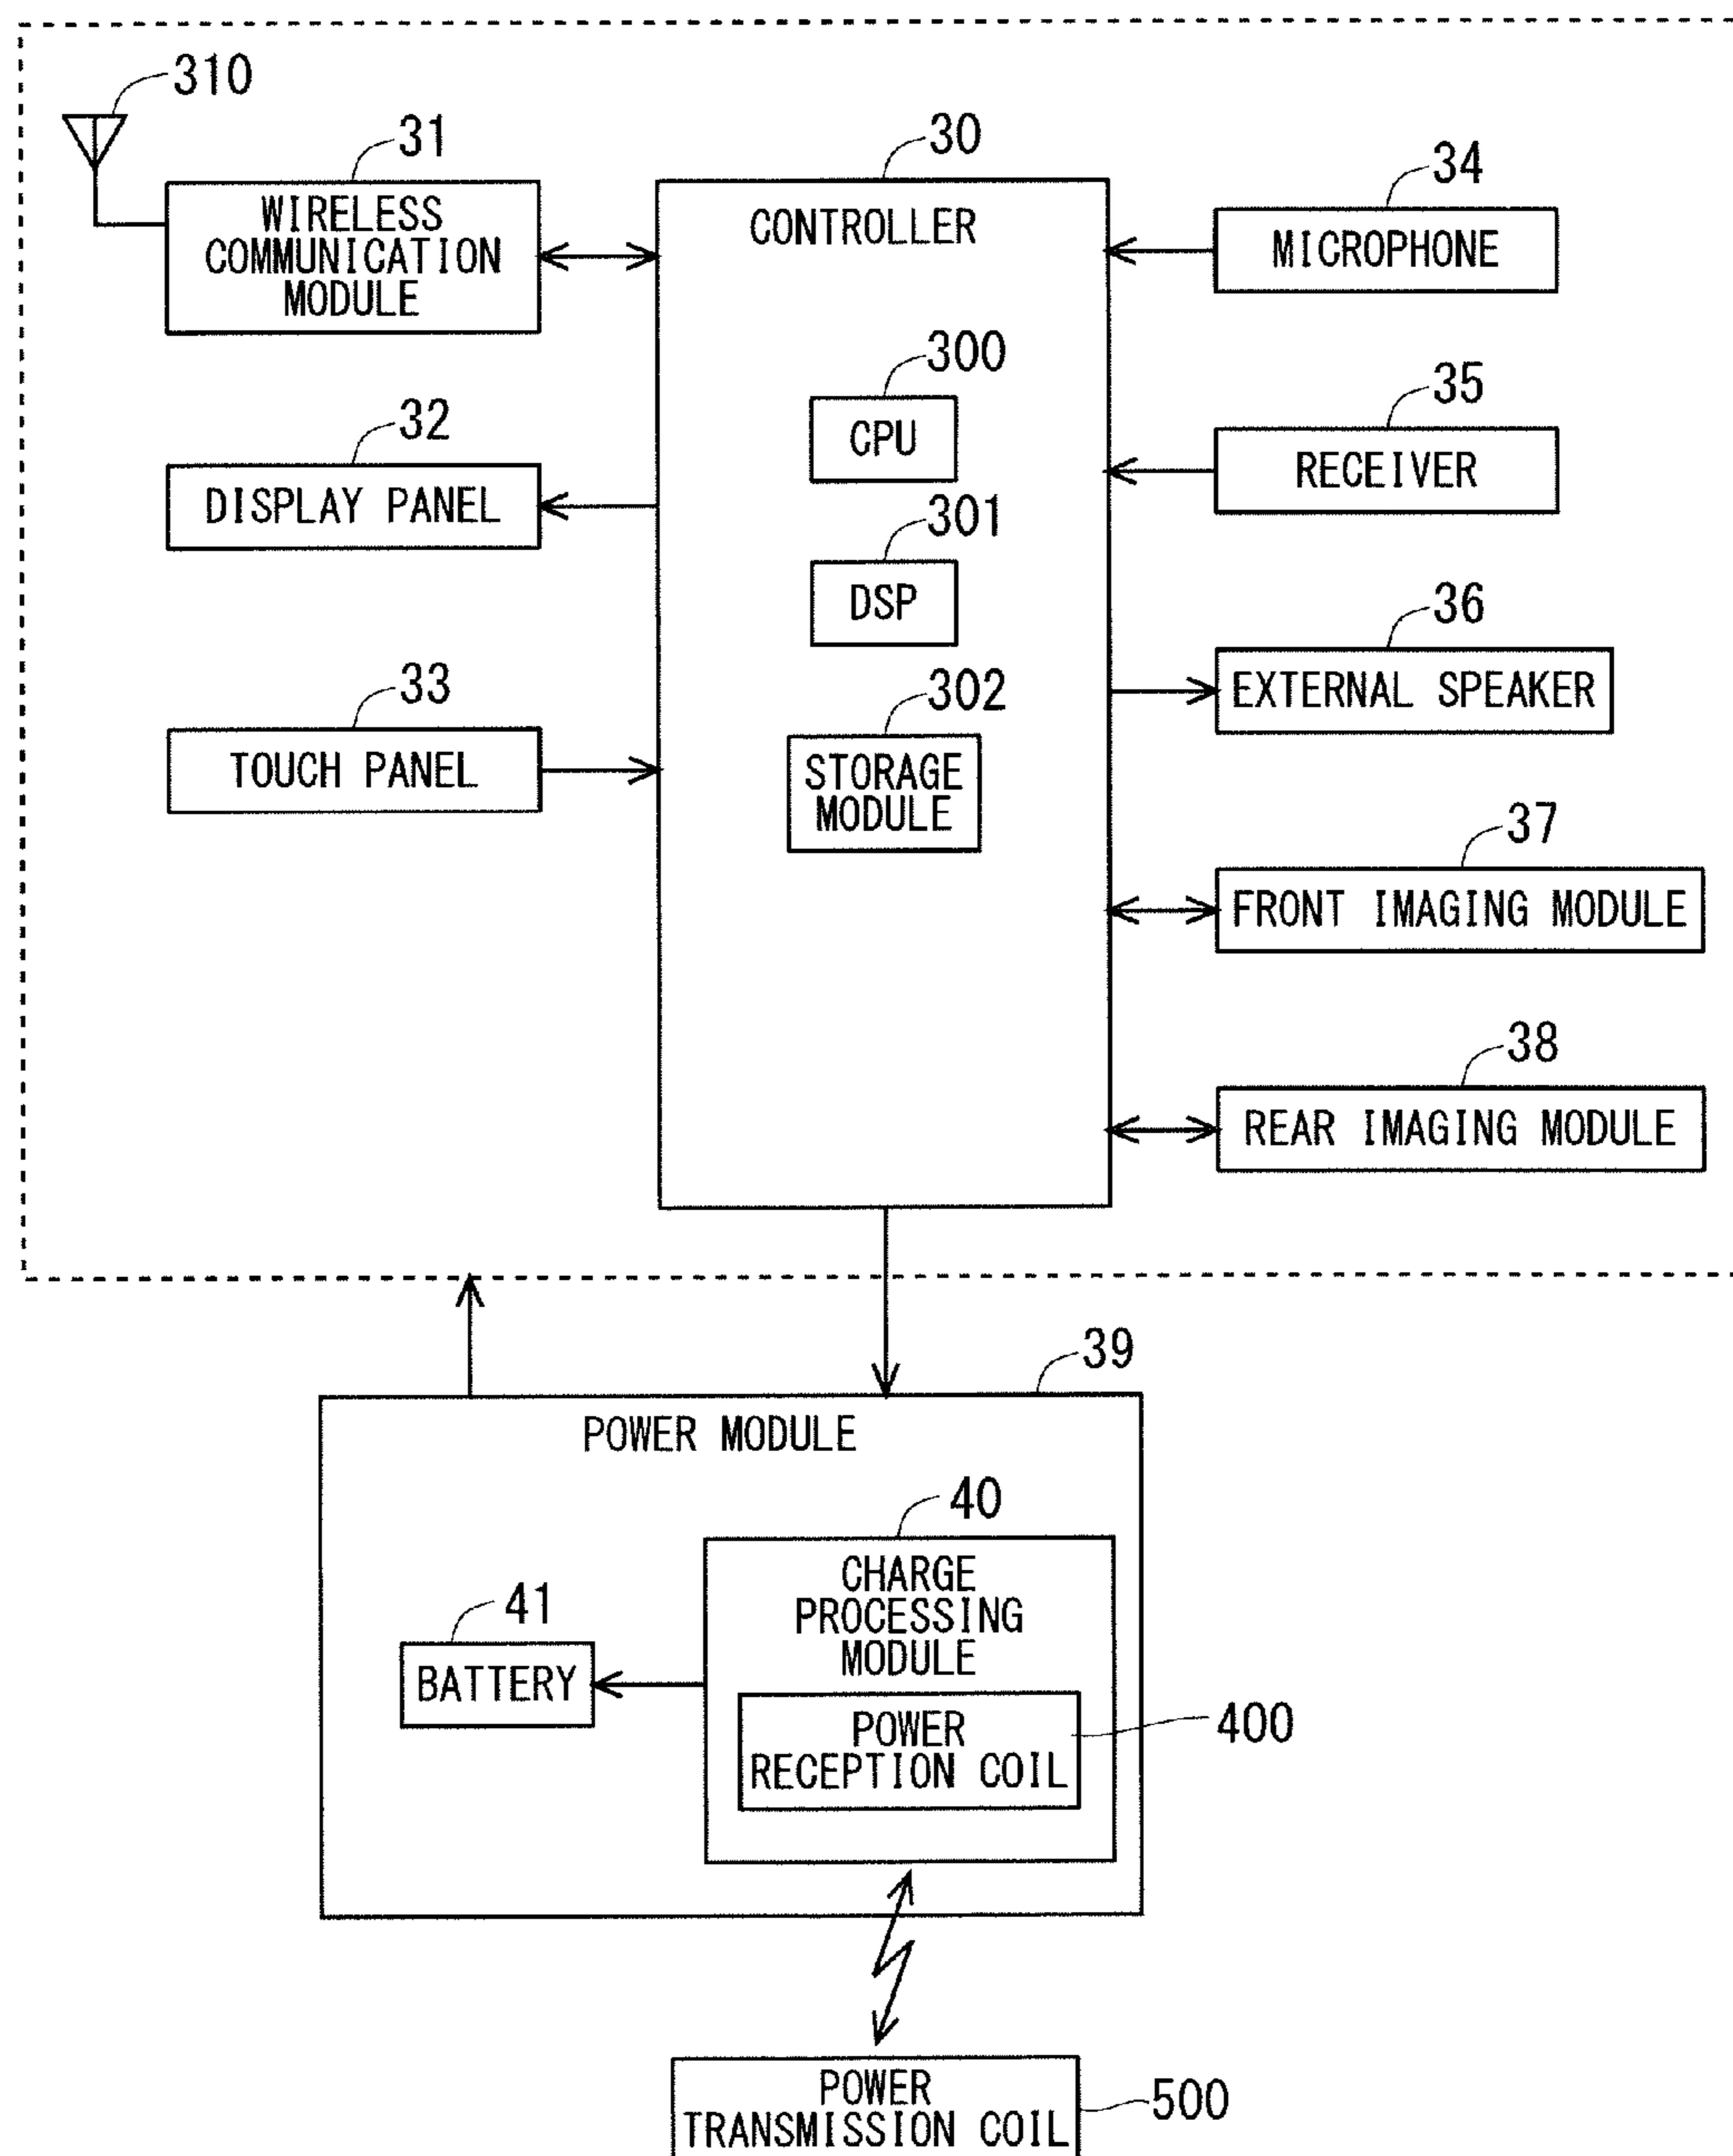 310
31
WIRELESS
COMMUNICATION
MODULE
30
CONTROLLER
34
MICROPHONE
300
CPU
35
RECEIVER
32
DISPLAY PANEL
301
DSP
36
EXTERNAL SPEAKER
33
TOUCH PANEL
302
STORAGE
MODULE
37
FRONT IMAGING MODULE
38
REAR IMAGING MODULE
39
POWER MODULE
40
CHARGE
PROCESSING
MODULE
41
BATTERY
400
POWER
RECEPTION COIL
POWER
TRANSMISSION COIL
500